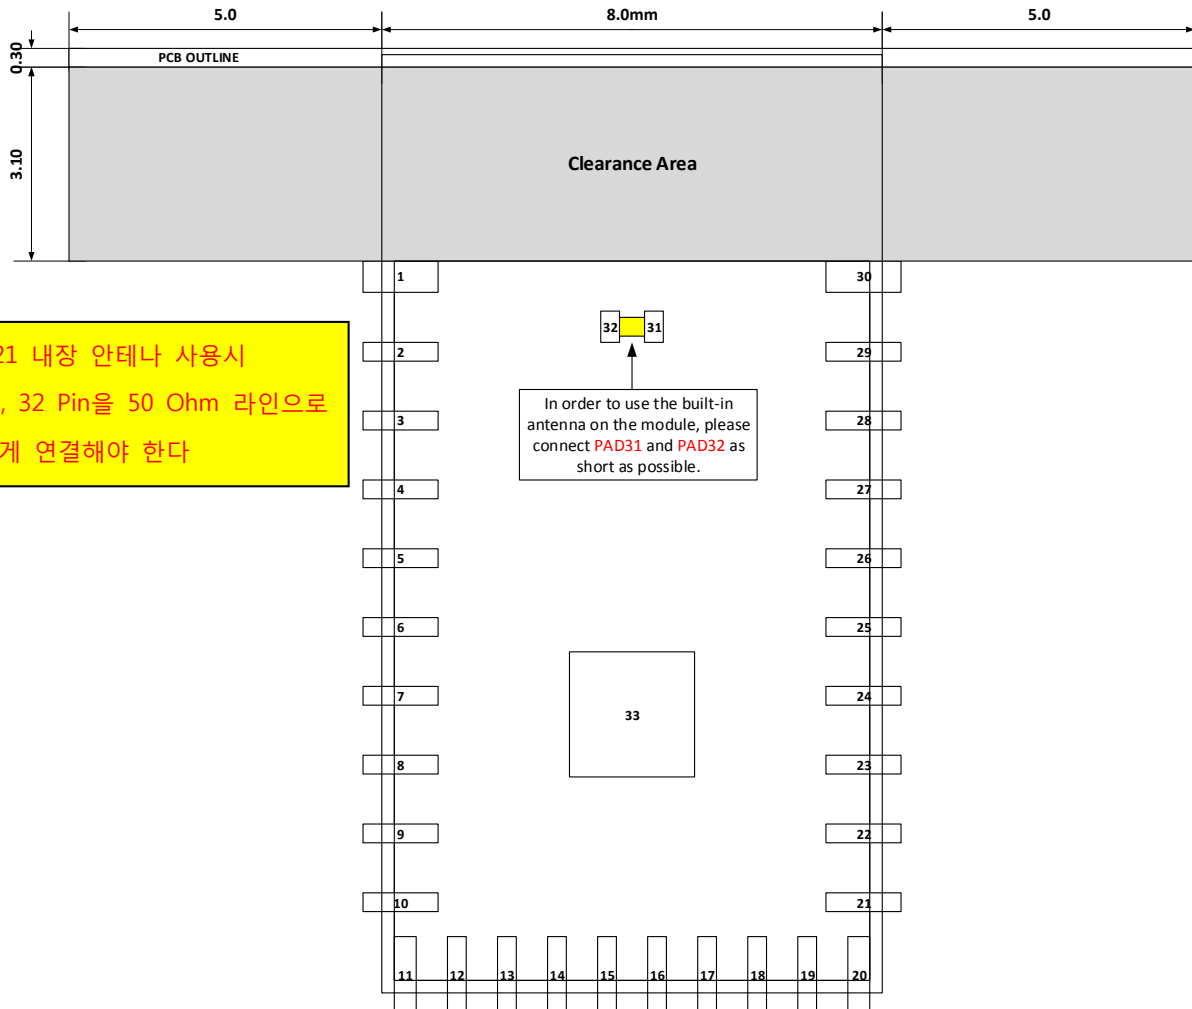 5.0 8.0mm 5.0
0.30
PCB OUTLINE
3.10
Clearance Area
1 30
32 31
21 내장 안테나 사용시
, 32 Pin을 50 Ohm 라인으로
게 연결해야 한다
2 29
In order to use the built-in
antenna on the module, please
connect PAD31 and PAD32 as
short as possible.
3 28
4 27
5 26
6 25
7 24
33
8 23
9 22
10 21
11 12 13 14 15 16 17 18 19 20